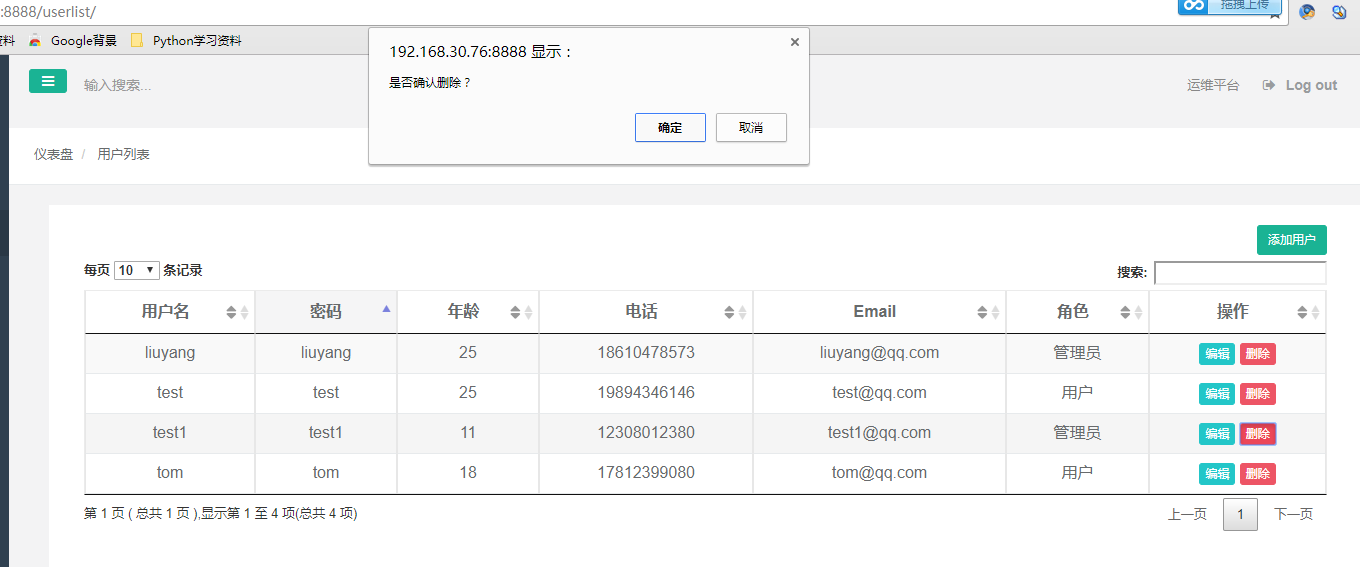 :8888/userlist/
拖拽上传
资料 Google背景 Python学习资料
192.168.30.76:8888 显示：
是否确认删除？
确定 取消
输入搜索...
运维平台 Log out
仪表盘 / 用户列表
添加用户
每页 10 条记录
搜索:
用户名 密码 年龄 电话 Email 角色 操作
liuyang liuyang 25 18610478573 liuyang@qq.com 管理员 编辑 删除
test test 25 19894346146 test@qq.com 用户 编辑 删除
test1 test1 11 12308012380 test1@qq.com 管理员 编辑 删除
tom tom 18 17812399080 tom@qq.com 用户 编辑 删除
第 1 页 ( 总共 1 页 ),显示第 1 至 4 项(总共 4 项)
上一页 1 下一页